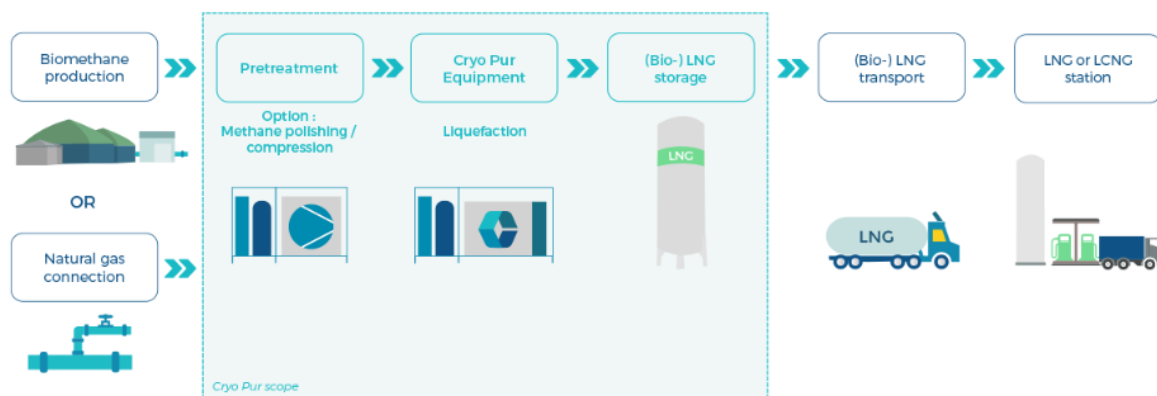 Biomethane
production
Pretreatment
Cryo Pur
Equipment
(Bio-) LNG
storage
(Bio-) LNG
transport
LNG or LCNG
station
Option :
Methane polishing /
compression
Liquefaction
LNG
OR
LNG
Natural gas
connection
Cryo Pur scope